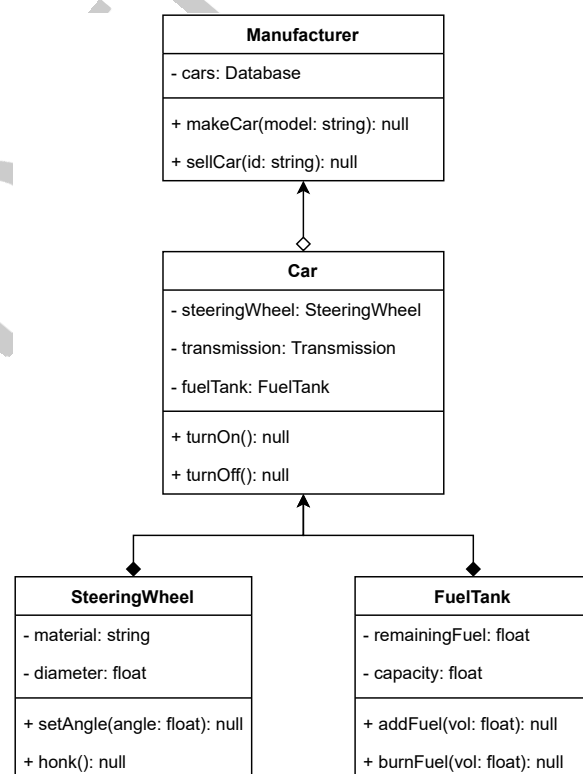 Manufacturer
- cars: Database
+ makeCar(model: string): null
+ sellCar(id: string): null
Car
- steeringWheel: SteeringWheel
- transmission: Transmission
- fuelTank: FuelTank
+ turnOn(): null
+ turnOff(): null
SteeringWheel
- material: string
- diameter: float
+ setAngle(angle: float): null
+ honk(): null
FuelTank
- remainingFuel: float
- capacity: float
+ addFuel(vol: float): null
+ burnFuel(vol: float): null